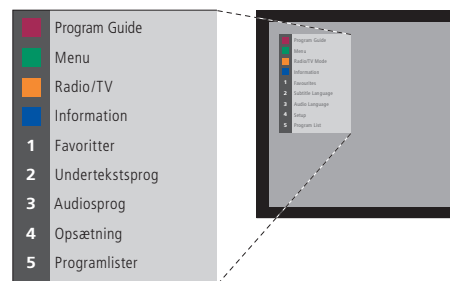 Program Guide
Menu
Radio/TV
Information
1 Favoritter
2 Undertekstsprog
3 Audiosprog
4 Opsætning
5 Programlister
Program Guide
Menu
Radio/TV Mode
Information
1 Favourites
2 Subtitle Language
3 Audio Language
4 Setup
5 Program List